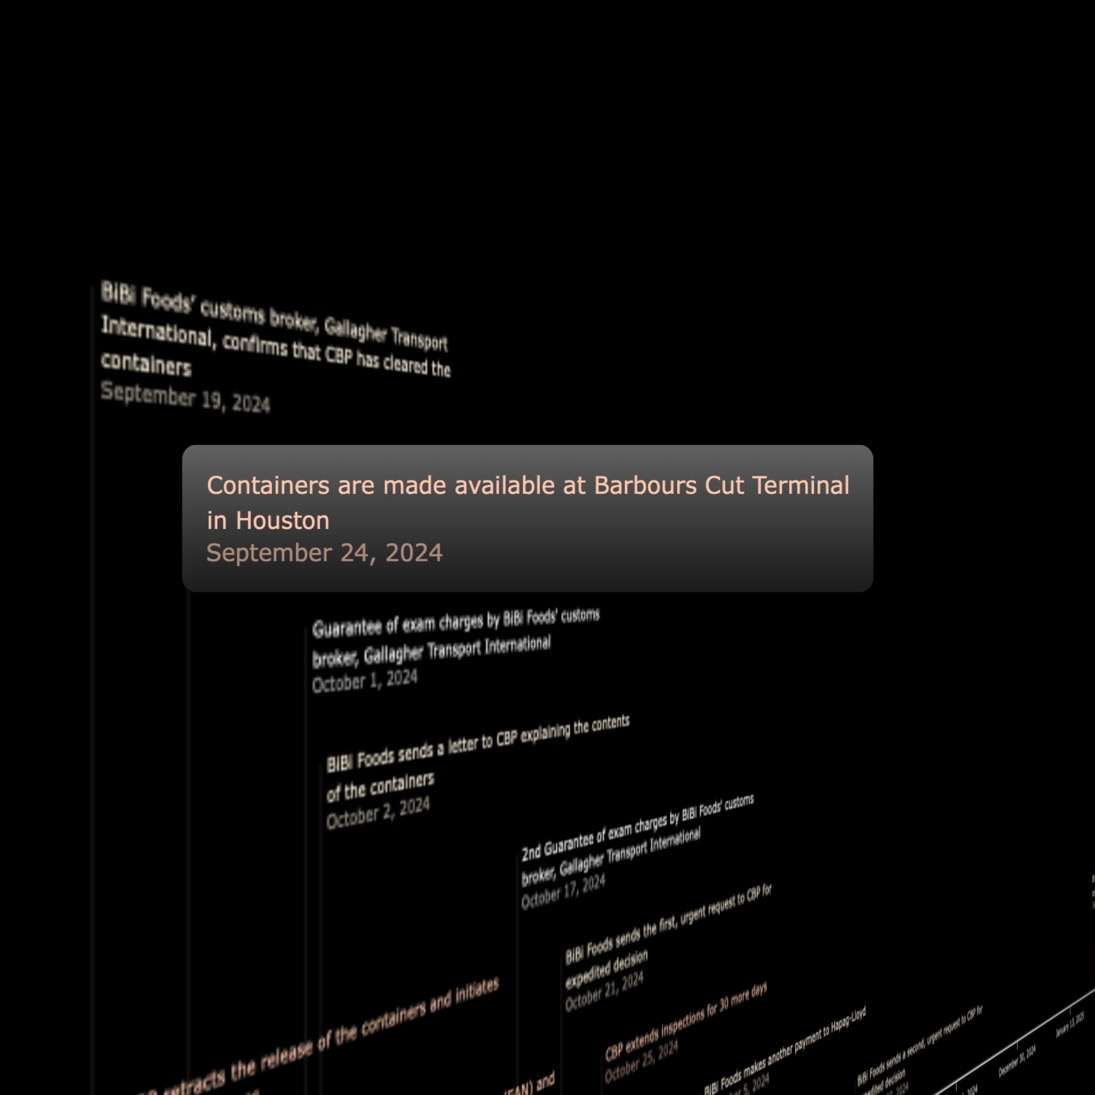 BiBi Foods' customs broker, Gallagher Transport
International, confirms that CBP has cleared the
containers
September 19, 2024
Containers are made available at Barbours Cut Terminal
in Houston
September 24, 2024
Guarantee of exam charges by BiBi Foods' customs
broker, Gallagher Transport International
October 1, 2024
BiBi Foods sends a letter to CBP explaining the contents
of the containers
October 2, 2024
2nd Guarantee of exam charges by BiBi Foods' customs
broker, Gallagher Transport International
October 17, 2024
BiBi Foods sends the first, urgent request to CBP for
expedited decision
October 21, 2024
retracts the release of the containers and initiates
CBP extends inspections for 30 more days
October 25, 2024
and
BiBi Foods makes another payment to Hapag-Lloyd
5, 2024
BiBi Foods sends a second, urgent request to CBP for
expedited decision
2024
2024
December 30, 2024
January 13, 2025